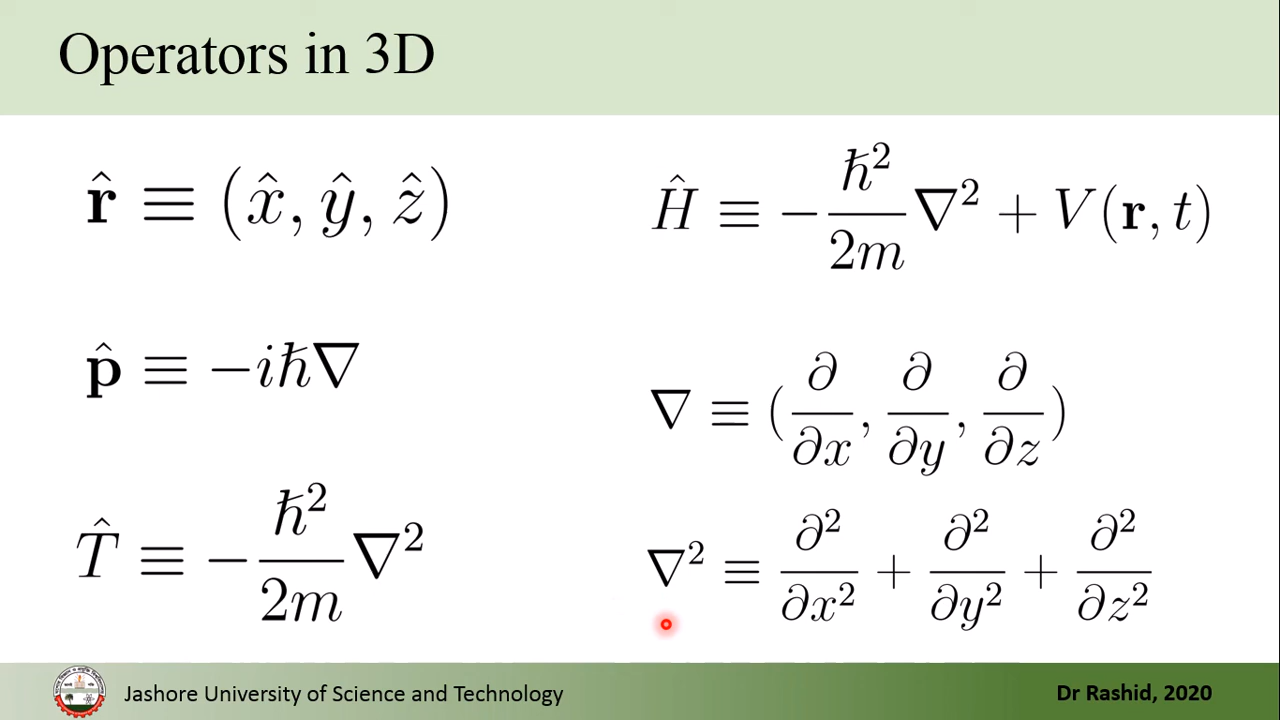 Operators in 3D
r̂ ≡ (x̂, ŷ, ẑ)
p̂ ≡ −iℏ∇
T̂ ≡ −ℏ²/2m ∇²
Ĥ ≡ −ℏ²/2m ∇² + V(r, t)
∇ ≡ (∂/∂x, ∂/∂y, ∂/∂z)
∇² ≡ ∂²/∂x² + ∂²/∂y² + ∂²/∂z²
Jashore University of Science and Technology
Dr Rashid, 2020